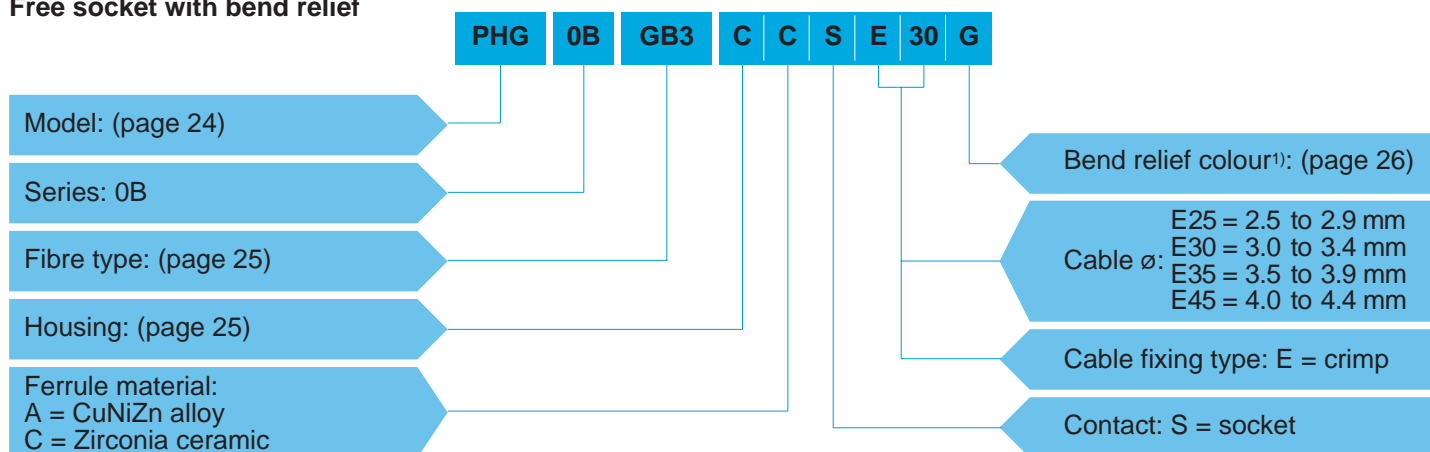 Free socket with bend relief
PHG 0B GB3 C C S E 30 G
Model: (page 24)
Series: 0B
Fibre type: (page 25)
Housing: (page 25)
Ferrule material:
A = CuNiZn alloy
C = Zirconia ceramic
Bend relief colour1): (page 26)
Cable ø:
E25 = 2.5 to 2.9 mm
E30 = 3.0 to 3.4 mm
E35 = 3.5 to 3.9 mm
E45 = 4.0 to 4.4 mm
Cable fixing type: E = crimp
Contact: S = socket